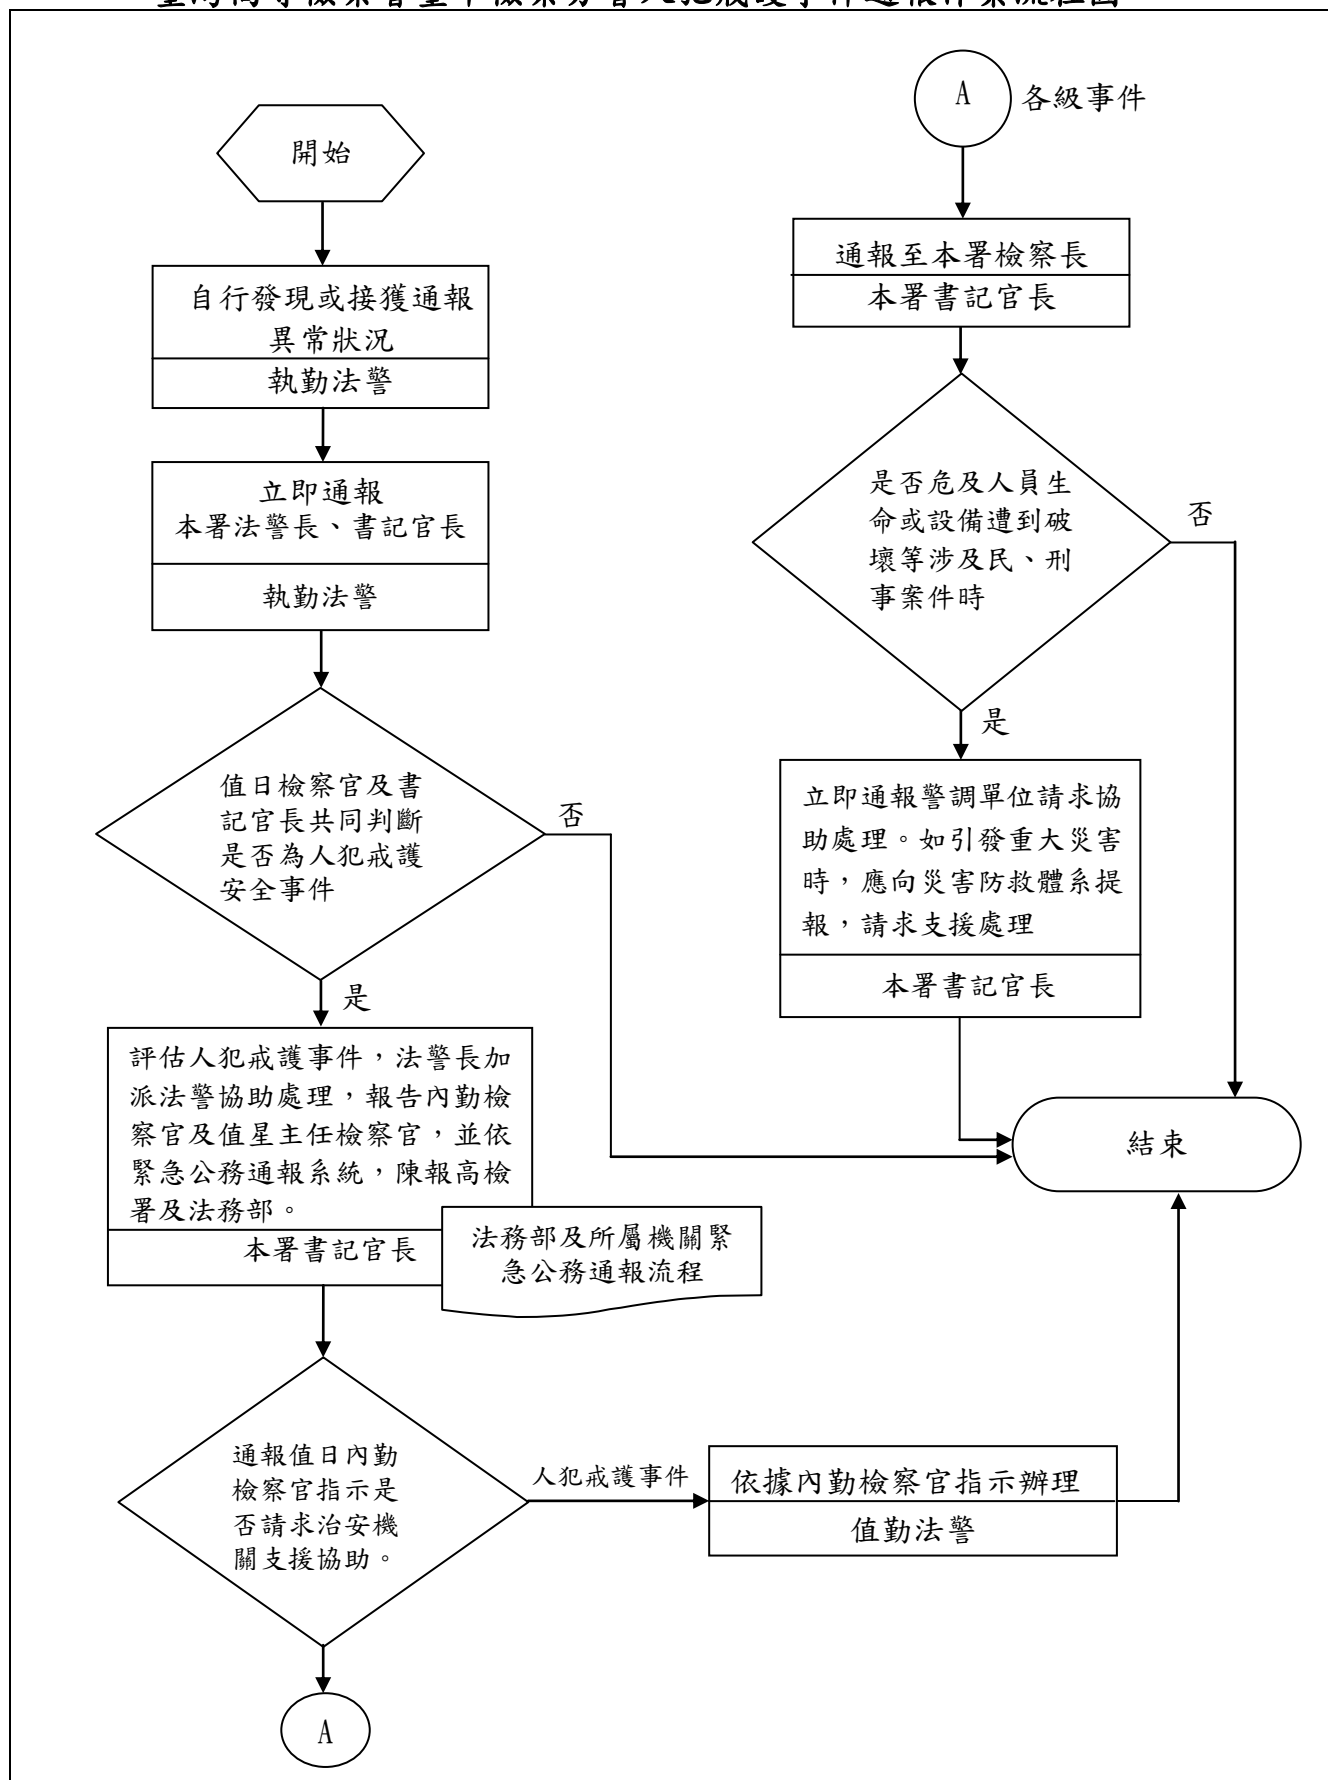 開始
自行發現或接獲通報
異常狀況
執勤法警
立即通報
本署法警長、書記官長
執勤法警
值日檢察官及書
記官長共同判斷
是否為人犯戒護
安全事件
否
是
評估人犯戒護事件，法警長加
派法警協助處理，報告內勤檢
察官及值星主任檢察官，並依
緊急公務通報系統，陳報高檢
署及法務部。
本署書記官長
法務部及所屬機關緊
急公務通報流程
通報值日內勤
檢察官指示是
否請求治安機
關支援協助。
人犯戒護事件
依據內勤檢察官指示辦理
值勤法警
A
A
各級事件
通報至本署檢察長
本署書記官長
是否危及人員生
命或設備遭到破
壞等涉及民、刑
事案件時
否
是
立即通報警調單位請求協
助處理。如引發重大災害
時，應向災害防救體系提
報，請求支援處理
本署書記官長
結束